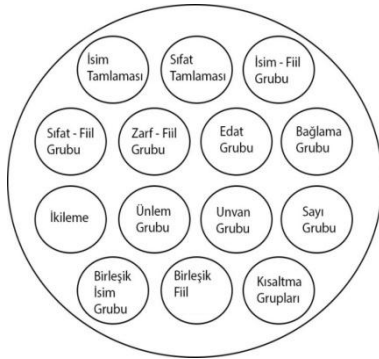 İsim
Tamlaması
Sıfat
Tamlaması
İsim - Fiil
Grubu
Sıfat - Fiil
Grubu
Zarf - Fiil
Grubu
Edat
Grubu
Bağlama
Grubu
İkileme
Ünlem
Grubu
Unvan
Grubu
Sayı
Grubu
Birleşik
İsim
Grubu
Birleşik
Fiil
Kısaltma
Grupları